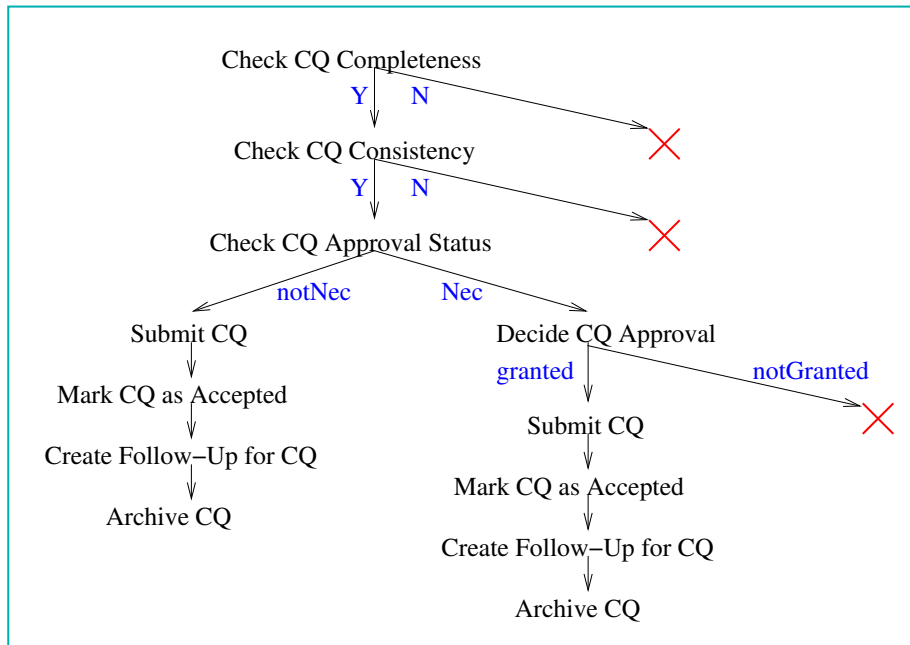 Check CQ Completeness
Y N
Check CQ Consistency
Y N
Check CQ Approval Status
notNec Nec
Submit CQ
Mark CQ as Accepted
Create Follow−Up for CQ
Archive CQ
Decide CQ Approval
granted notGranted
Submit CQ
Mark CQ as Accepted
Create Follow−Up for CQ
Archive CQ